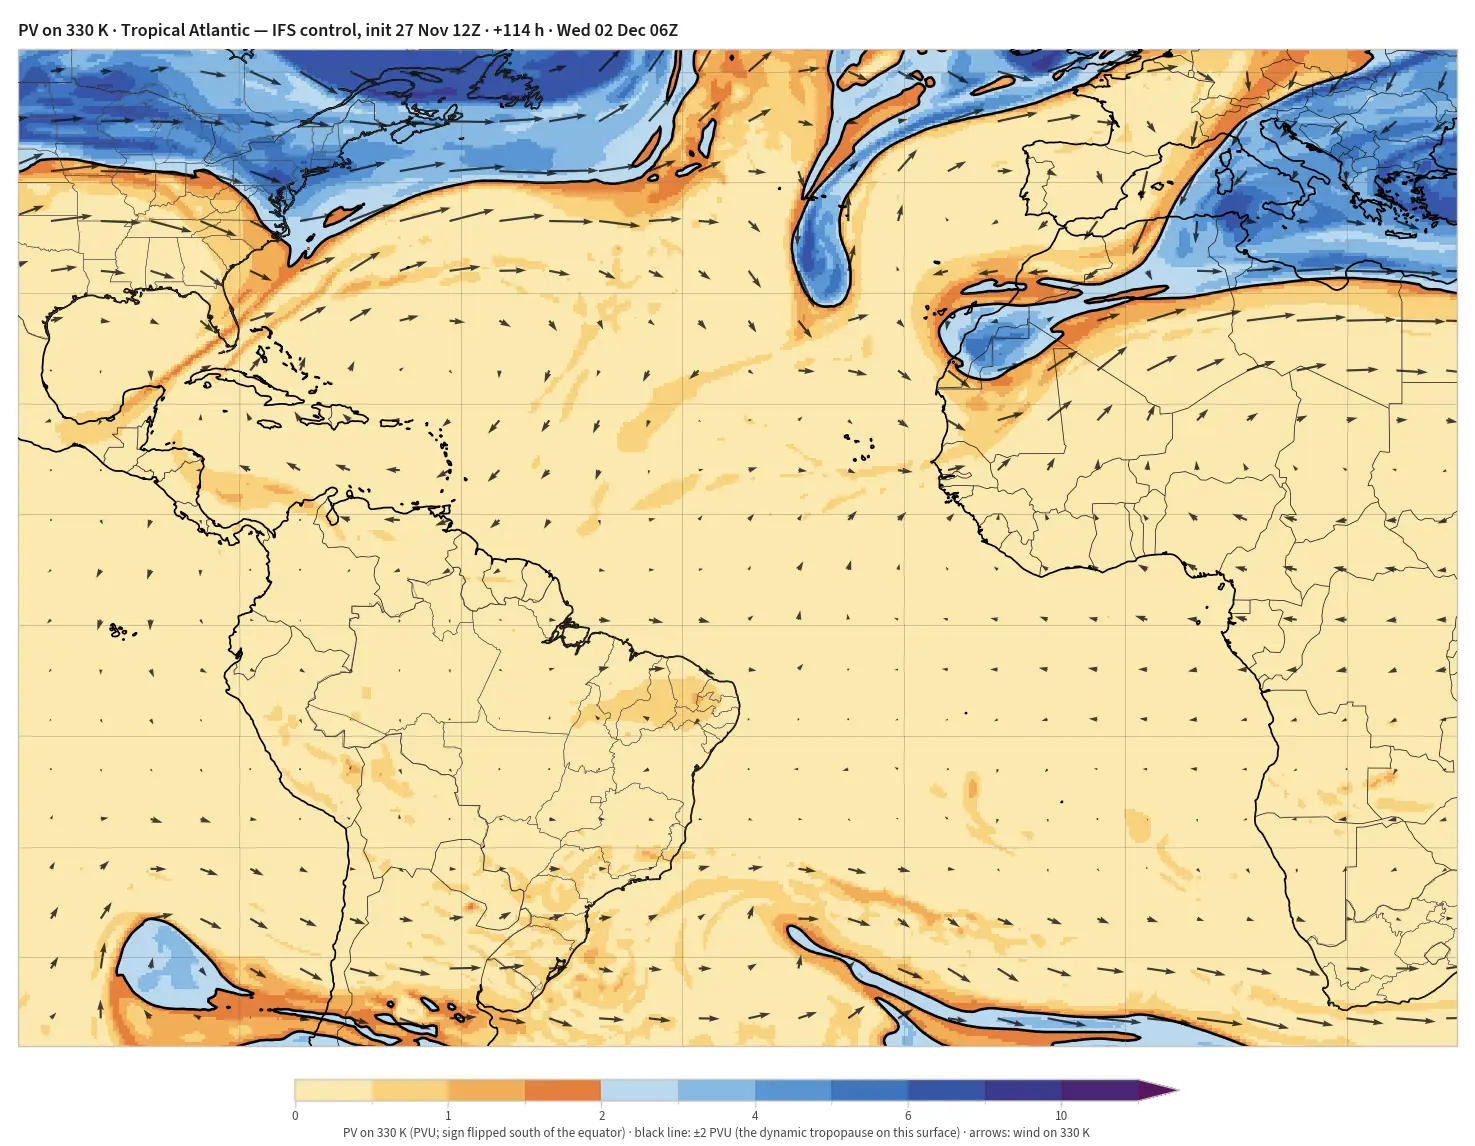 PV on 330 K · Tropical Atlantic — IFS control, init 27 Nov 12Z · +114 h · Wed 02 Dec 06Z
0 1 2 4 6 10
PV on 330 K (PVU; sign flipped south of the equator) · black line: ±2 PVU (the dynamic tropopause on this surface) · arrows: wind on 330 K